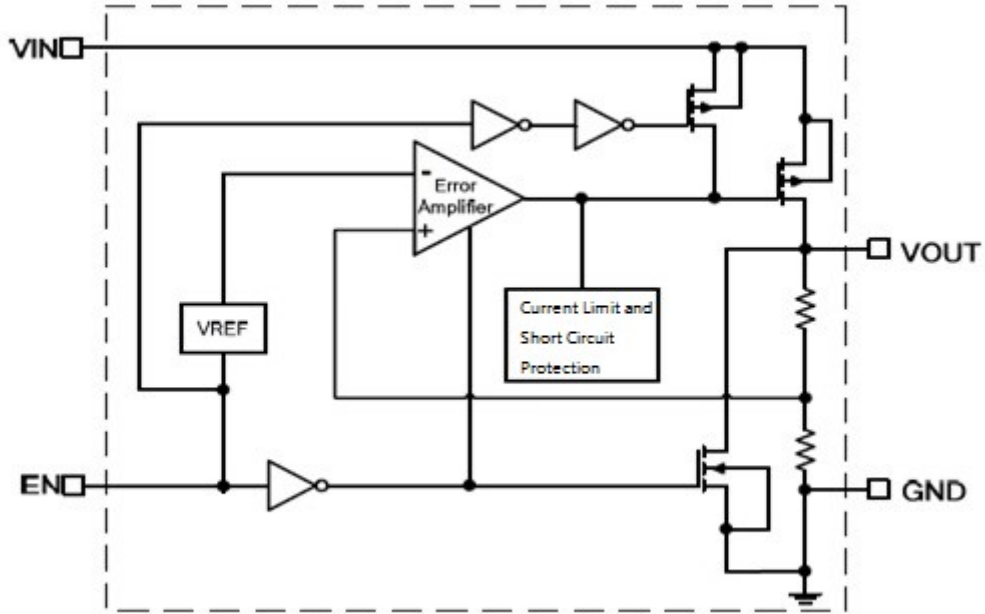 VIN
-
Error
Amplifier
+
VOUT
Current Limit and
Short Circuit
Protection
VREF
EN
GND